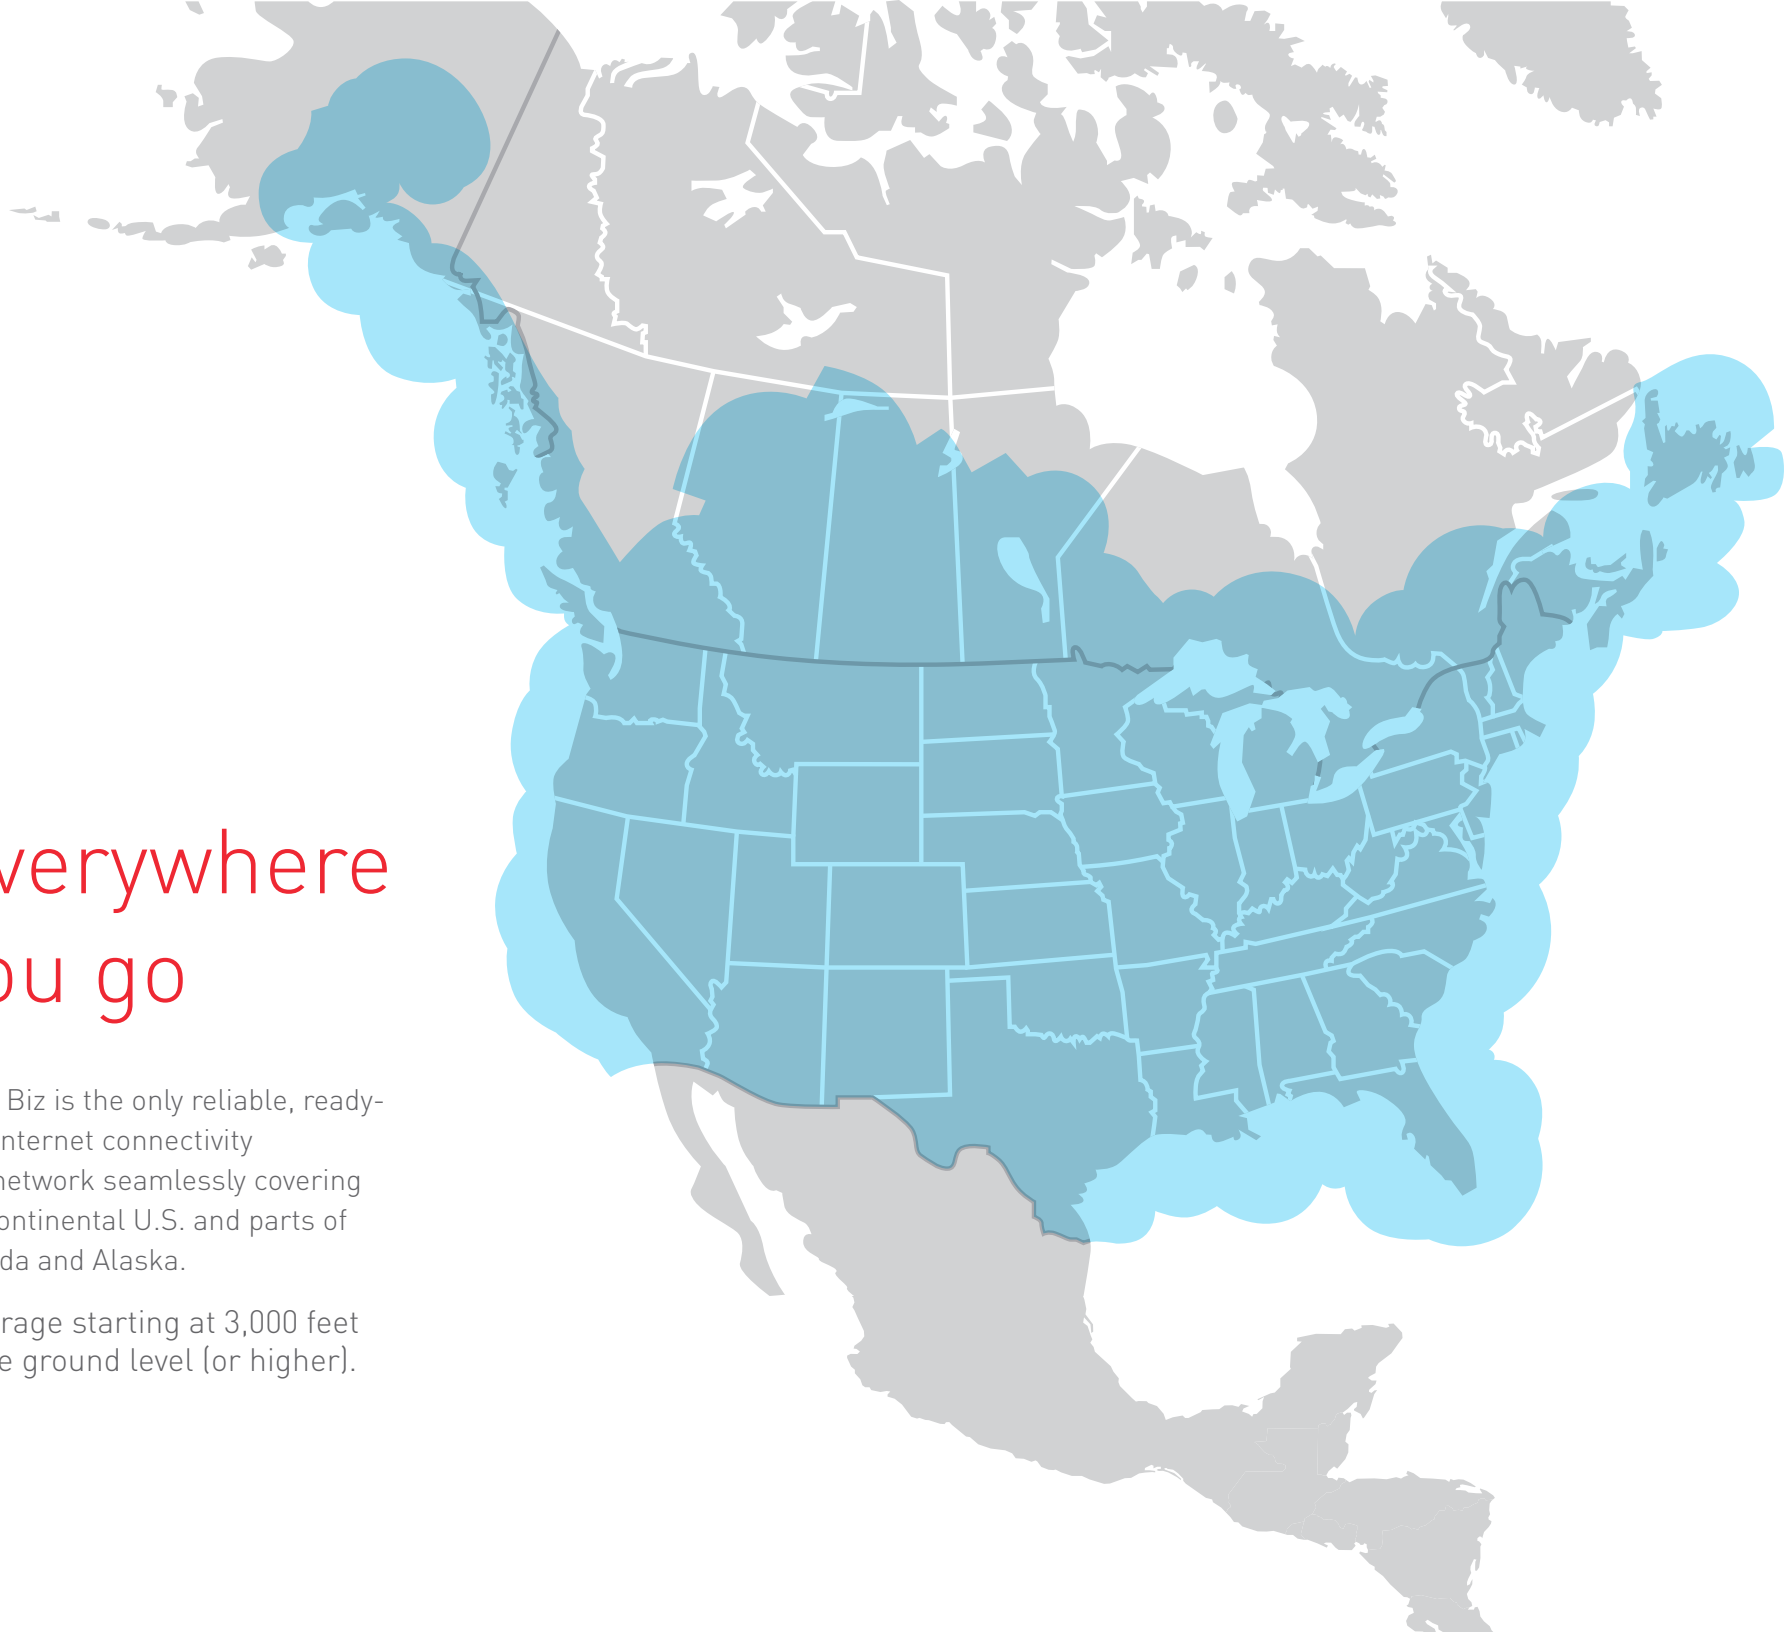 verywhere
ou go
Biz is the only reliable, ready-
nternet connectivity
network seamlessly covering
ontinental U.S. and parts of
da and Alaska.
rage starting at 3,000 feet
e ground level (or higher).